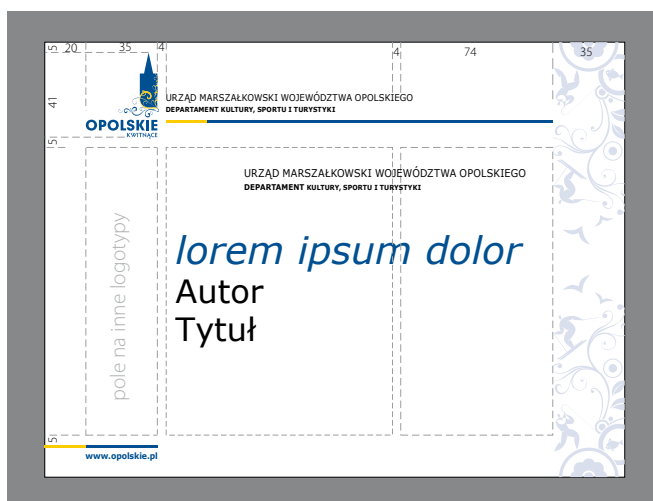 5 20 35 4 4 74 35
41
OPOLSKIE
KWITNĄCE
URZĄD MARSZAŁKOWSKI WOJEWÓDZTWA OPOLSKIEGO
DEPARTAMENT KULTURY, SPORTU I TURYSTYKI
5
URZĄD MARSZAŁKOWSKI WOJEWÓDZTWA OPOLSKIEGO
DEPARTAMENT KULTURY, SPORTU I TURYSTYKI
pole na inne logotypy
lorem ipsum dolor
Autor
Tytuł
5
www.opolskie.pl